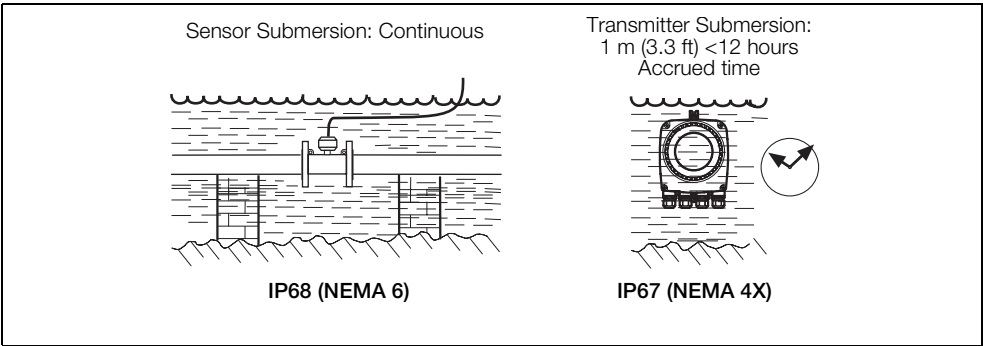 Sensor Submersion: Continuous
Transmitter Submersion:
1 m (3.3 ft) <12 hours
Accrued time
IP68 (NEMA 6)
IP67 (NEMA 4X)